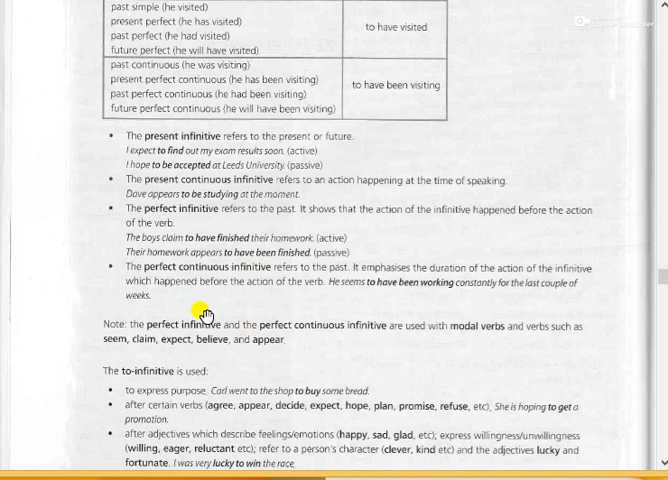 past simple (he visited)
present perfect (he has visited)
to have visited
past perfect (he had visited)
future perfect (he will have visited)
past continuous (he was visiting)
present perfect continuous (he has been visiting)
to have been visiting
past perfect continuous (he had been visiting)
future perfect continuous (he will have been visiting)
• The present infinitive refers to the present or future.
I expect to find out my exam results soon. (active)
I hope to be accepted at Leeds University. (passive)
• The present continuous infinitive refers to an action happening at the time of speaking.
Dave appears to be studying at the moment.
• The perfect infinitive refers to the past. It shows that the action of the infinitive happened before the action
of the verb.
The boys claim to have finished their homework. (active)
Their homework appears to have been finished. (passive)
• The perfect continuous infinitive refers to the past. It emphasises the duration of the action of the infinitive
which happened before the action of the verb. He seems to have been working constantly for the last couple of
weeks.
Note: the perfect infinitive and the perfect continuous infinitive are used with modal verbs and verbs such as
seem, claim, expect, believe, and appear.
The to-infinitive is used:
• to express purpose. Carl went to the shop to buy some bread.
• after certain verbs (agree, appear, decide, expect, hope, plan, promise, refuse, etc). She is hoping to get a
promotion.
• after adjectives which describe feelings/emotions (happy, sad, glad, etc); express willingness/unwillingness
(willing, eager, reluctant etc); refer to a person's character (clever, kind etc) and the adjectives lucky and
fortunate. I was very lucky to win the race.